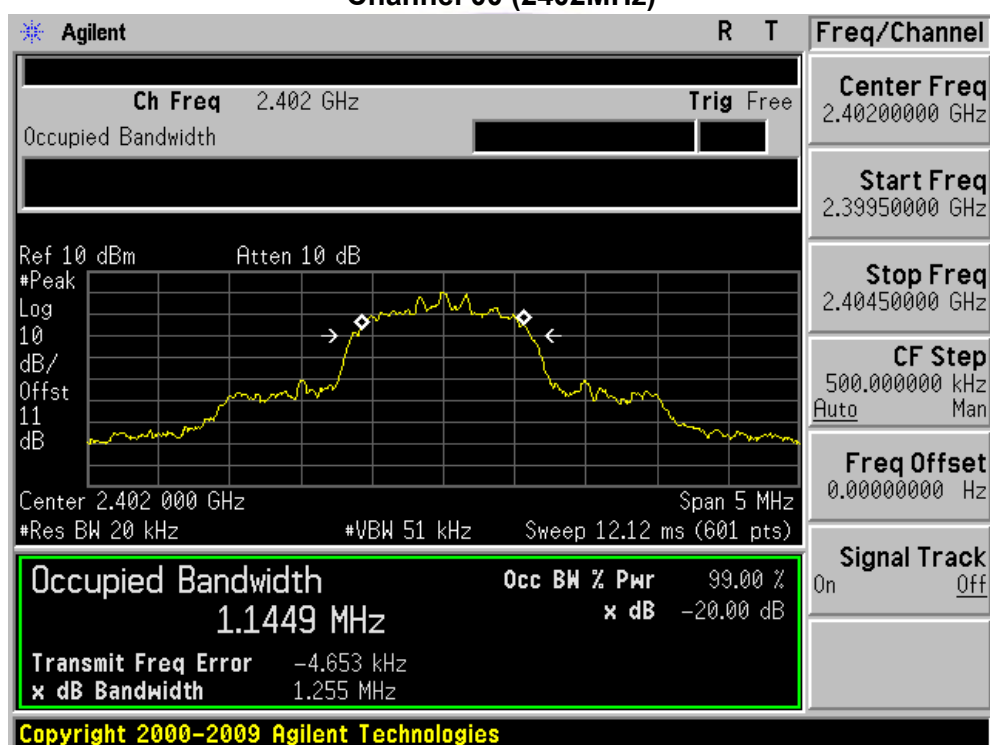 Agilent R T Freq/Channel
Ch Freq 2.402 GHz Trig Free
Occupied Bandwidth
Center Freq
2.40200000 GHz
Start Freq
2.39950000 GHz
Stop Freq
2.40450000 GHz
CF Step
500.000000 kHz
Auto Man
Freq Offset
0.00000000 Hz
Signal Track
On Off
Ref 10 dBm Atten 10 dB
#Peak
Log
10
dB/
Offst
11
dB
Center 2.402 000 GHz Span 5 MHz
#Res BW 20 kHz #VBW 51 kHz Sweep 12.12 ms (601 pts)
Occupied Bandwidth Occ BW % Pwr 99.00 %
1.1449 MHz x dB -20.00 dB
Transmit Freq Error -4.653 kHz
x dB Bandwidth 1.255 MHz
Copyright 2000-2009 Agilent Technologies